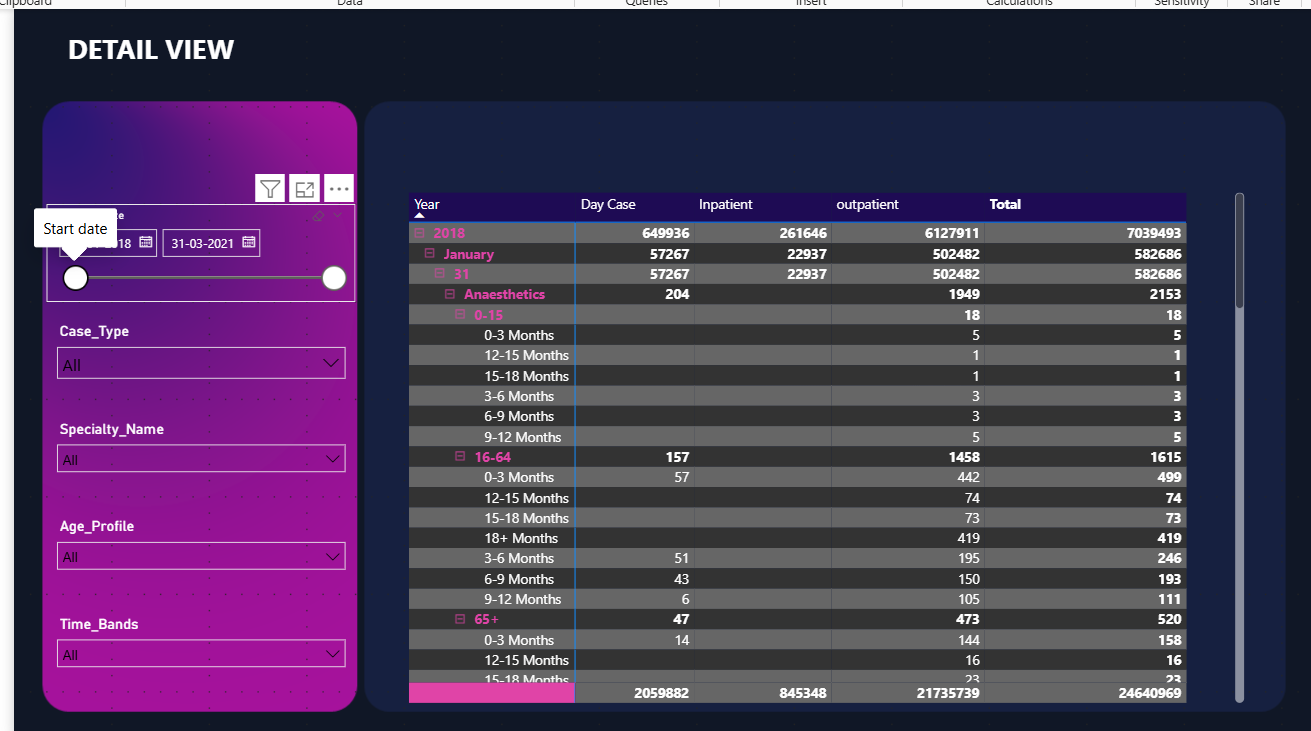 Clipboard Data Queries Insert Calculations Sensitivity Share
DETAIL VIEW
Start date
2018 31-03-2021
Case_Type
All
Specialty_Name
All
Age_Profile
All
Time_Bands
All
Year Day Case Inpatient outpatient Total
2018 649936 261646 6127911 7039493
January 57267 22937 502482 582686
31 57267 22937 502482 582686
Anaesthetics 204 1949 2153
0-15 18 18
0-3 Months 5 5
12-15 Months 1 1
15-18 Months 1 1
3-6 Months 3 3
6-9 Months 3 3
9-12 Months 5 5
16-64 157 1458 1615
0-3 Months 57 442 499
12-15 Months 74 74
15-18 Months 73 73
18+ Months 419 419
3-6 Months 51 195 246
6-9 Months 43 150 193
9-12 Months 6 105 111
65+ 47 473 520
0-3 Months 14 144 158
12-15 Months 16 16
15-18 Months 23 23
2059882 845348 21735739 24640969